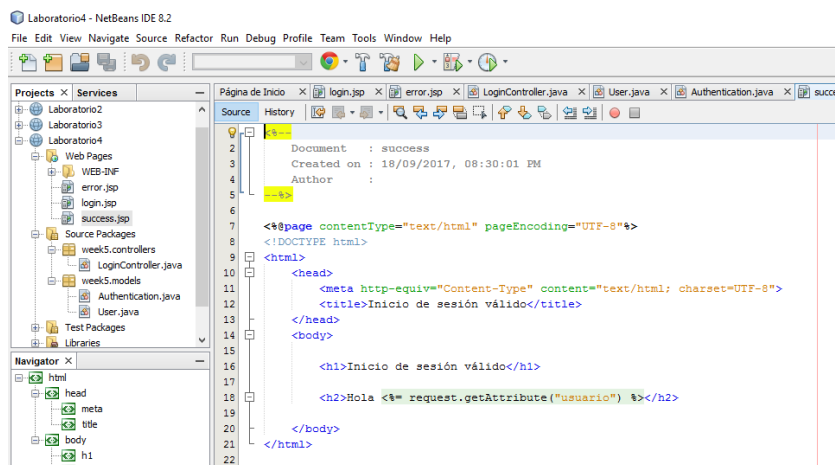 Laboratorio4 - NetBeans IDE 8.2
File Edit View Navigate Source Refactor Run Debug Profile Team Tools Window Help
Projects Services
Laboratorio2
Laboratorio3
Laboratorio4
Web Pages
WEB-INF
error.jsp
login.jsp
success.jsp
Source Packages
week5.controllers
LoginController.java
week5.models
Authentication.java
User.java
Test Packages
Libraries
Navigator
html
head
meta
title
body
h1
Página de Inicio login.jsp error.jsp LoginController.java User.java Authentication.java succe
Source History
1 <%--
2 Document : success
3 Created on : 18/09/2017, 08:30:01 PM
4 Author :
5 --%>
6
7 <%@page contentType="text/html" pageEncoding="UTF-8"%>
8 <!DOCTYPE html>
9 <html>
10 <head>
11 <meta http-equiv="Content-Type" content="text/html; charset=UTF-8">
12 <title>Inicio de sesión válido</title>
13 </head>
14 <body>
15
16 <h1>Inicio de sesión válido</h1>
17
18 <h2>Hola <%= request.getAttribute("usuario") %></h2>
19
20 </body>
21 </html>
22